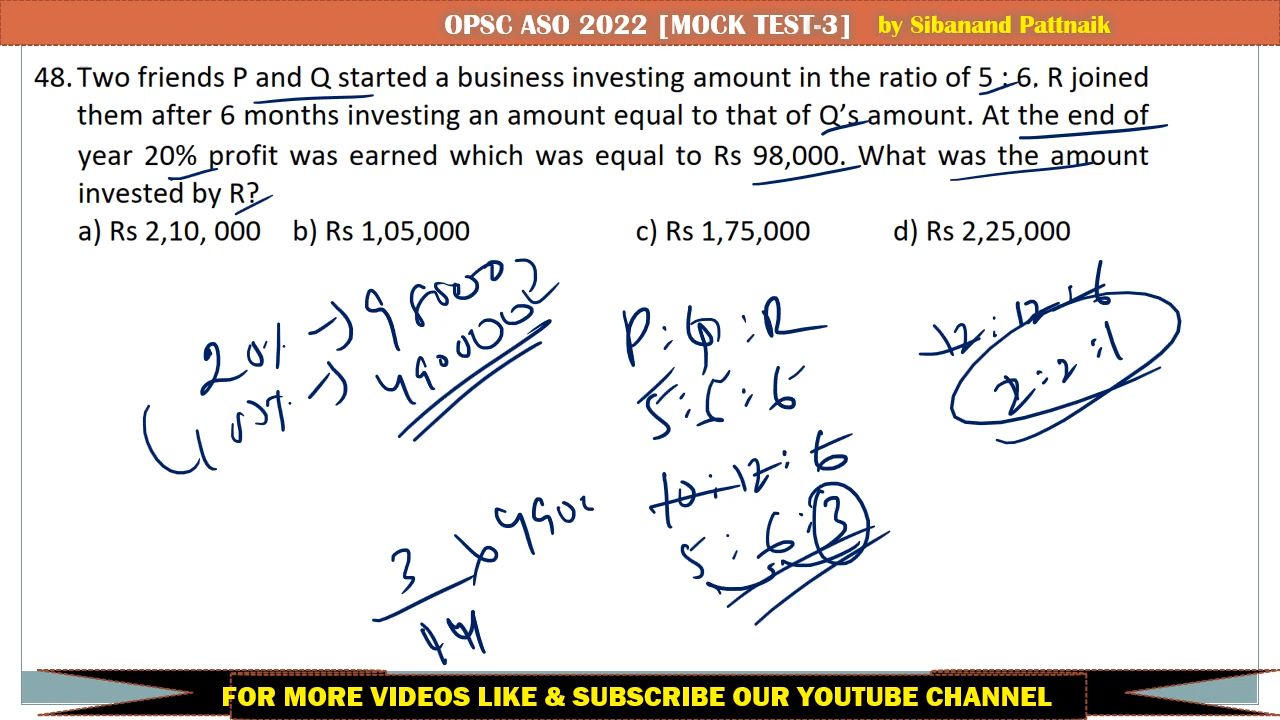 OPSC ASO 2022 [MOCK TEST-3] by Sibanand Pattnaik
48. Two friends P and Q started a business investing amount in the ratio of 5 : 6. R joined
them after 6 months investing an amount equal to that of Q’s amount. At the end of
year 20% profit was earned which was equal to Rs 98,000. What was the amount
invested by R?
a) Rs 2,10, 000 b) Rs 1,05,000 c) Rs 1,75,000 d) Rs 2,25,000
20% → 98000
100% → 490000
P : Q : R
12 : 12 : 6
2 : 2 : 1
10 : 12 : 6
5 : 6 : 3
3 × 490
FOR MORE VIDEOS LIKE & SUBSCRIBE OUR YOUTUBE CHANNEL